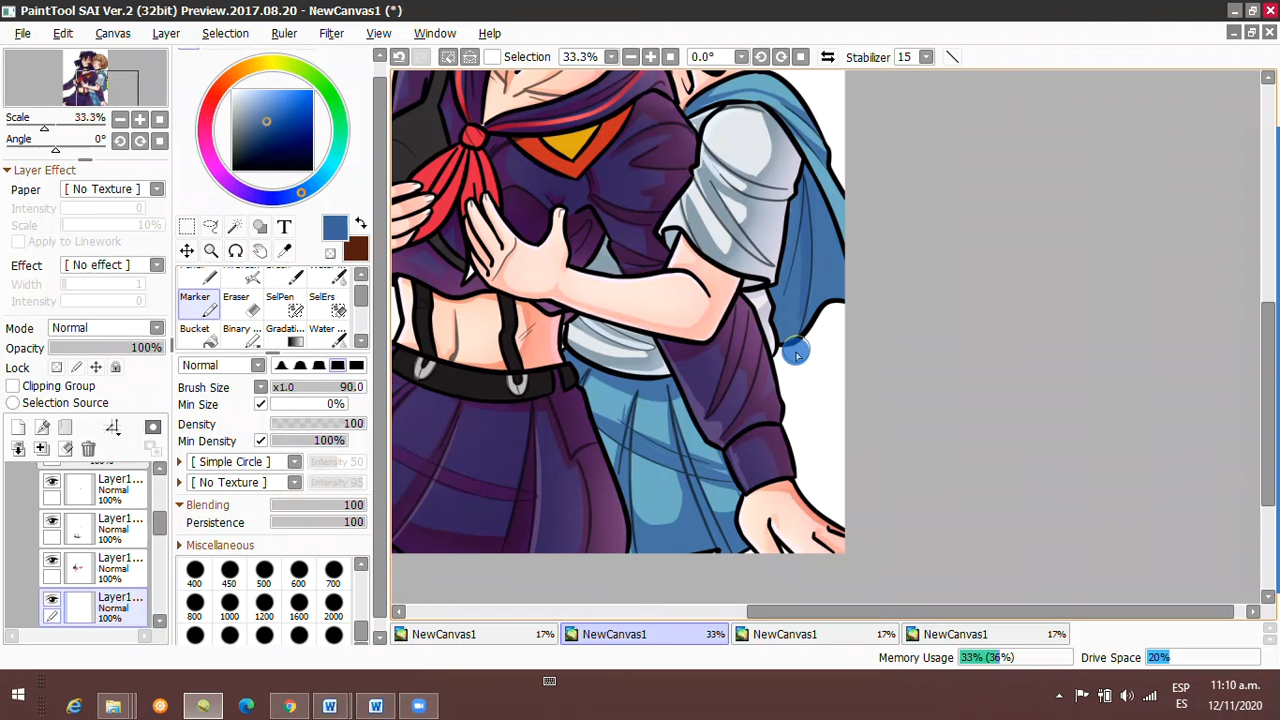 PaintTool SAI Ver.2 (32bit) Preview.2017.08.20 - NewCanvas1 (*)
File Edit Canvas Layer Selection Ruler Filter View Window Help
Selection 33.3% 0.0° Stabilizer 15
Scale 33.3%
Angle 0°
Layer Effect
Paper [ No Texture ]
Intensity 0
Scale 10%
Apply to Linework
Effect [ No effect ]
Width 1
Intensity 0
Mode Normal
Opacity 100%
Lock
Clipping Group
Selection Source
Layer1...
Normal
100%
Layer1...
Normal
100%
Layer1...
Normal
100%
Layer1...
Normal
100%
T
Marker Eraser SelPen SelErs
Bucket Binary ... Gradati... Water ...
Normal
Brush Size x1.0 90.0
Min Size 0%
Density 100
Min Density 100%
[ Simple Circle ] Intensity 50
[ No Texture ] Intensity 95
Blending 100
Persistence 100
Miscellaneous
400 450 500 600 700
800 1000 1200 1600 2000
NewCanvas1 17% NewCanvas1 33% NewCanvas1 17% NewCanvas1 17%
Memory Usage 33% (36%) Drive Space 20%
ESP
ES
11:10 a.m.
12/11/2020